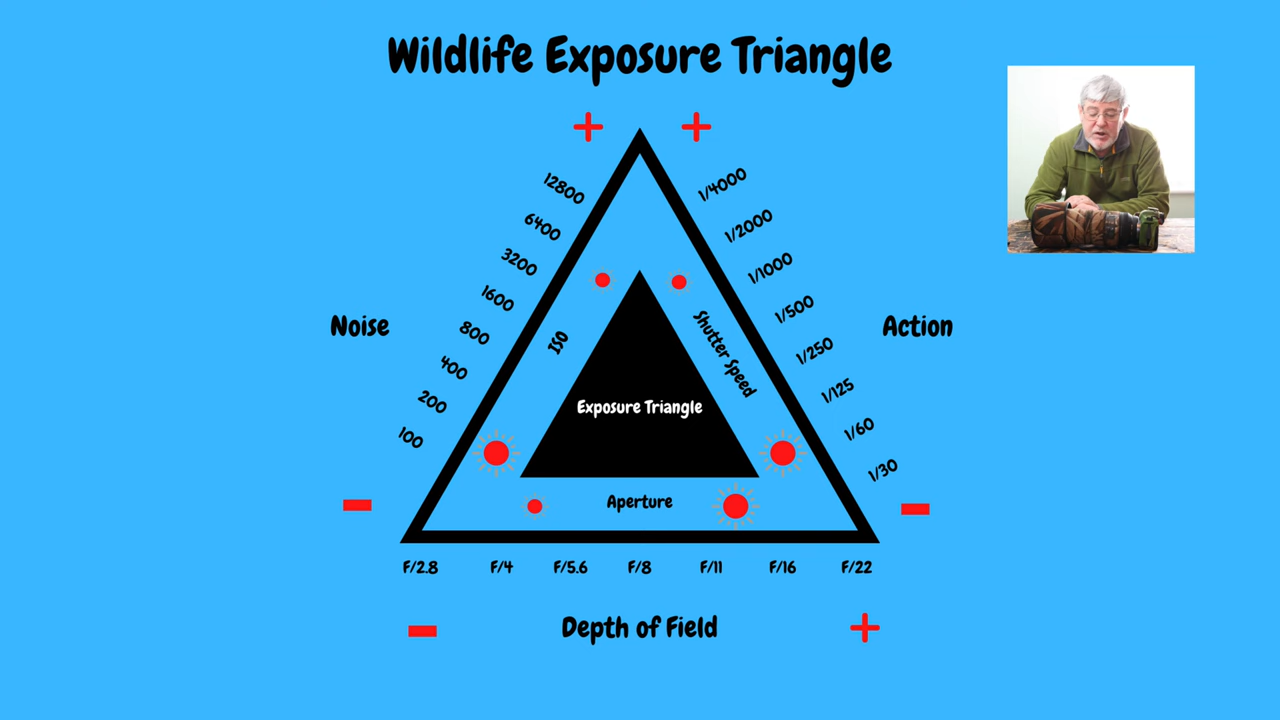 Wildlife Exposure Triangle
+ +
12800
6400
3200
1600
800
400
200
100
1/4000
1/2000
1/1000
1/500
1/250
1/125
1/60
1/30
Noise
Action
ISO
Shutter Speed
Exposure Triangle
Aperture
- -
F/2.8 F/4 F/5.6 F/8 F/11 F/16 F/22
- Depth of Field +